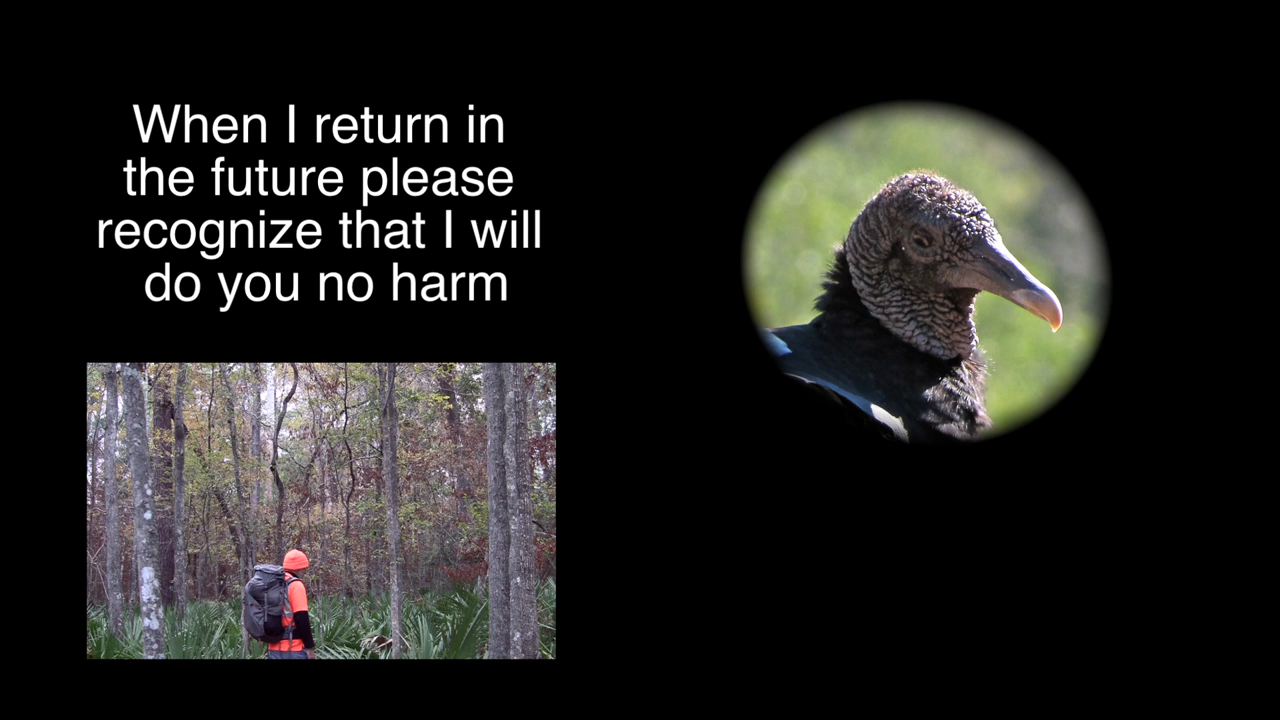 When I return in
the future please
recognize that I will
do you no harm